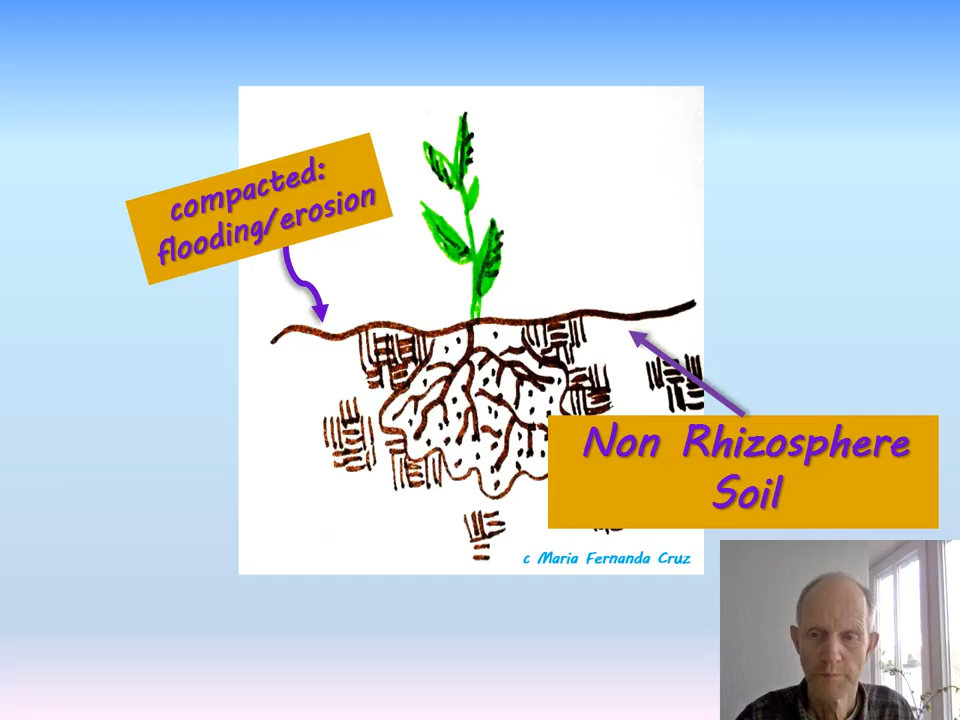 compacted:
flooding/erosion
Non Rhizosphere
Soil
c Maria Fernanda Cruz